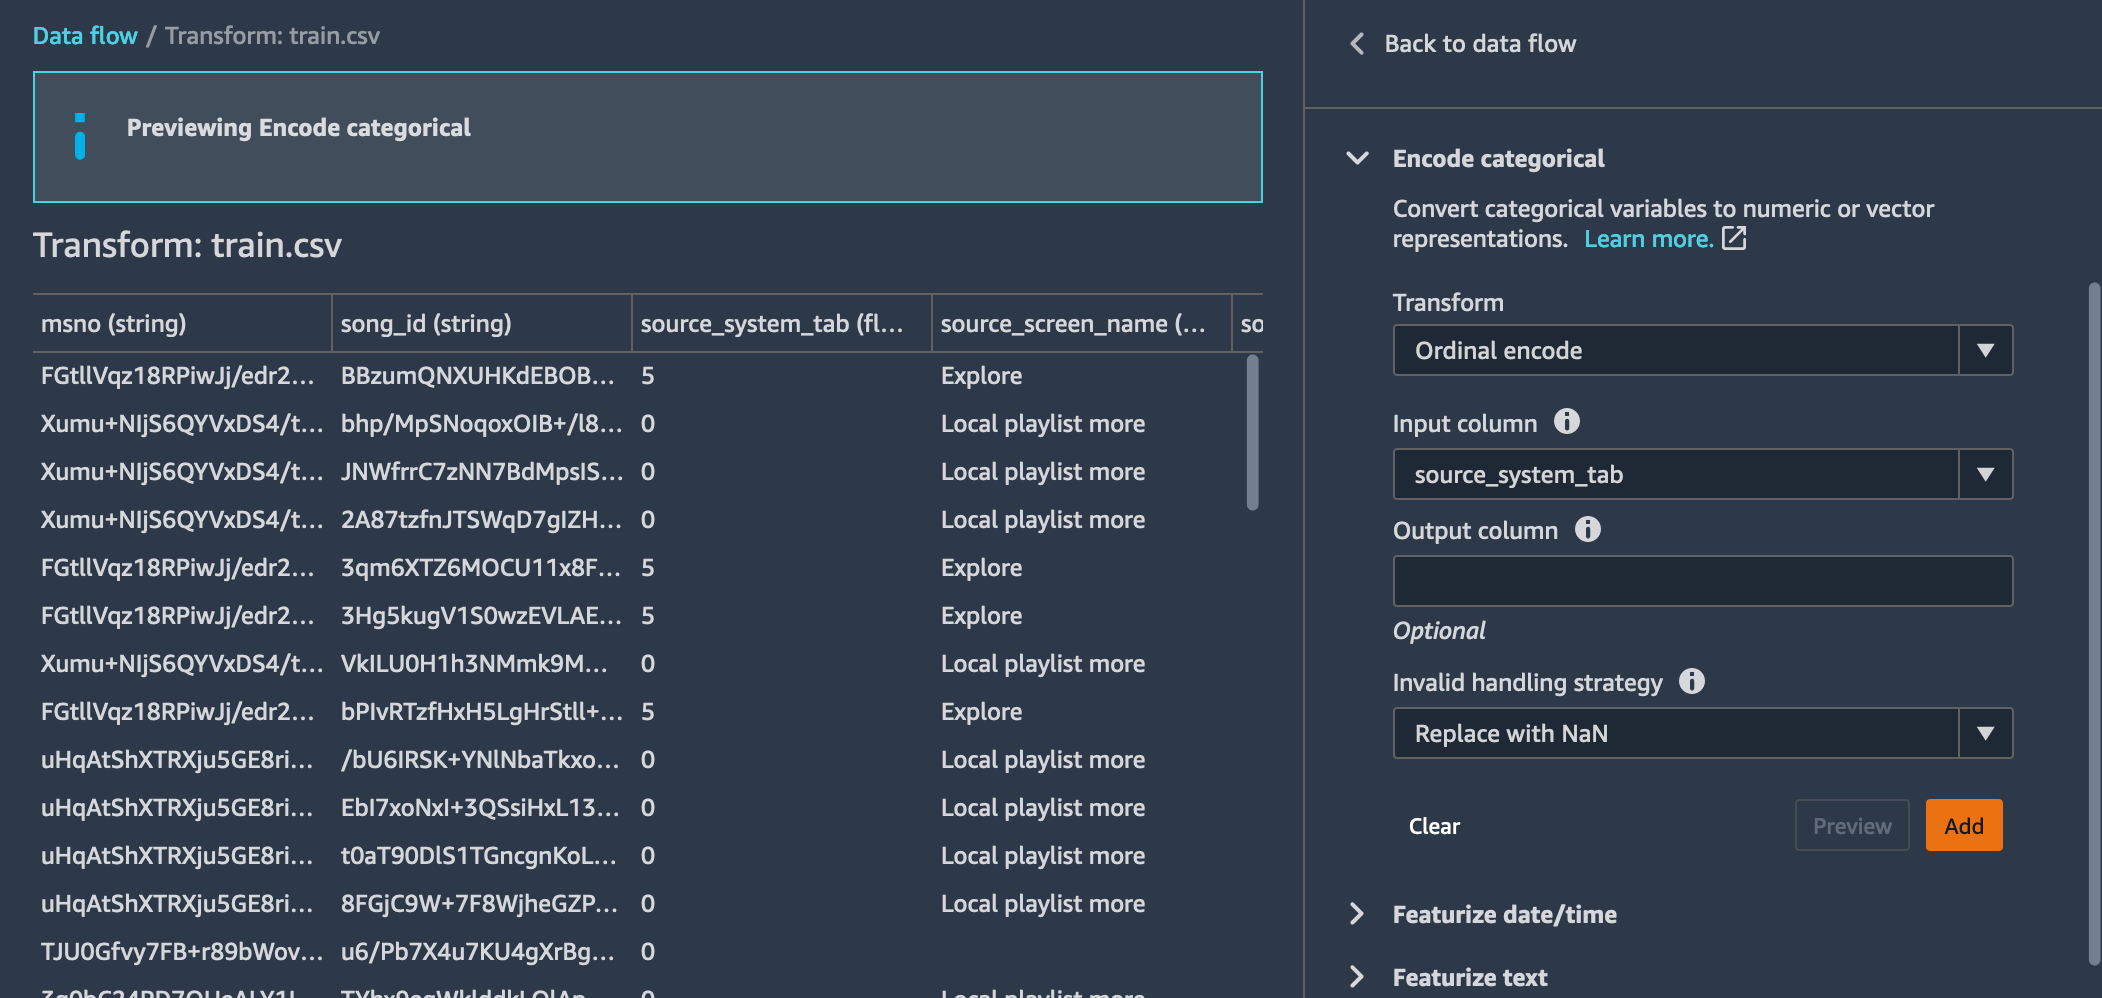 Data flow / Transform: train.csv
Previewing Encode categorical
Transform: train.csv
msno (string) song_id (string) source_system_tab (fl... source_screen_name (... so
FGtllVqz18RPiwJj/edr2... BBzumQNXUHKdEBOB... 5 Explore
Xumu+NIjS6QYVxDS4/t... bhp/MpSNoqoxOIB+/l8... 0 Local playlist more
Xumu+NIjS6QYVxDS4/t... JNWfrrC7zNN7BdMpsIS... 0 Local playlist more
Xumu+NIjS6QYVxDS4/t... 2A87tzfnJTSWqD7gIZH... 0 Local playlist more
FGtllVqz18RPiwJj/edr2... 3qm6XTZ6MOCU11x8F... 5 Explore
FGtllVqz18RPiwJj/edr2... 3Hg5kugV1S0wzEVLAE... 5 Explore
Xumu+NIjS6QYVxDS4/t... VkILU0H1h3NMmk9M... 0 Local playlist more
FGtllVqz18RPiwJj/edr2... bPIvRTzfHxH5LgHrStll+... 5 Explore
uHqAtShXTRXju5GE8ri... /bU6IRSK+YNlNbaTkxo... 0 Local playlist more
uHqAtShXTRXju5GE8ri... EbI7xoNxI+3QSsiHxL13... 0 Local playlist more
uHqAtShXTRXju5GE8ri... t0aT90DlS1TGncgnKoL... 0 Local playlist more
uHqAtShXTRXju5GE8ri... 8FGjC9W+7F8WjheGZP... 0 Local playlist more
TJU0Gfvy7FB+r89bWov... u6/Pb7X4u7KU4gXrBg... 0
0 Local playlist more
Back to data flow
Encode categorical
Convert categorical variables to numeric or vector
representations. Learn more.
Transform
Ordinal encode
Input column
source_system_tab
Output column
Optional
Invalid handling strategy
Replace with NaN
Clear Preview Add
Featurize date/time
Featurize text